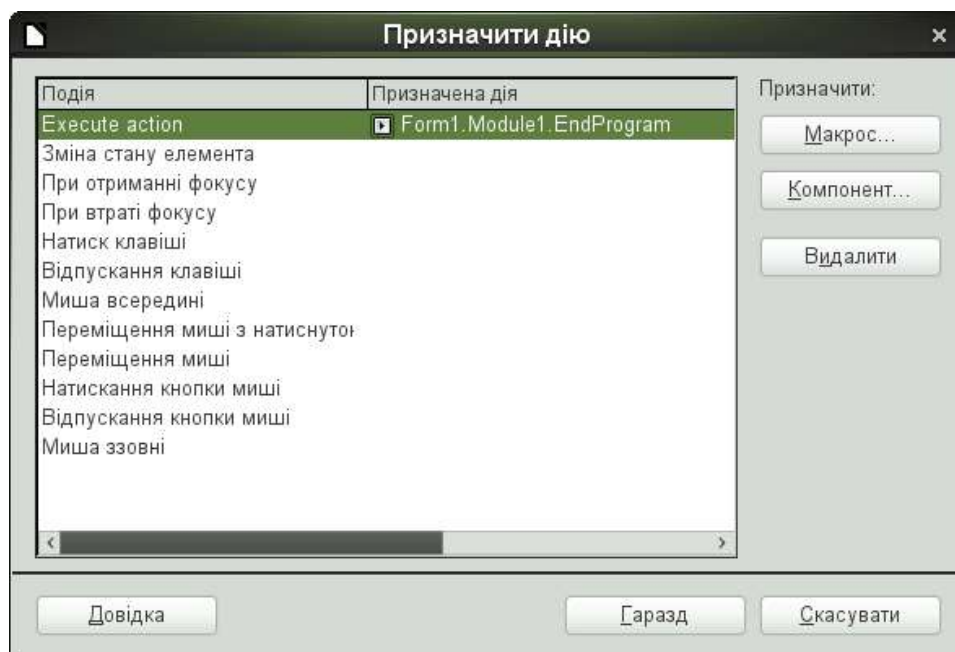 Призначити дію
Подія Призначена дія
Execute action Form1.Module1.EndProgram
Зміна стану елемента
При отриманні фокусу
При втраті фокусу
Натиск клавіші
Відпускання клавіші
Миша всередині
Переміщення миші з натиснуто
Переміщення миші
Натискання кнопки миші
Відпускання кнопки миші
Миша ззовні
Призначити:
Макрос...
Компонент...
Видалити
Довідка Гаразд Скасувати